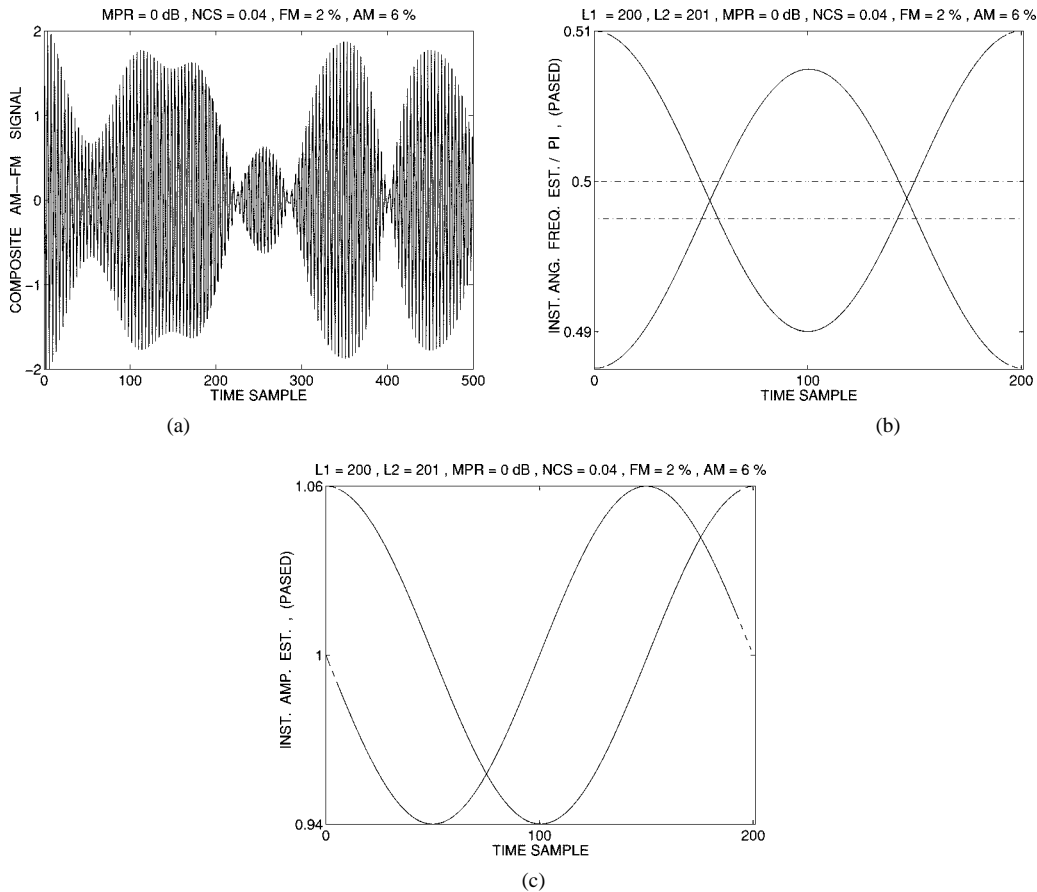 MPR = 0 dB , NCS = 0.04 , FM = 2 % , AM = 6 %
COMPOSITE AM--FM SIGNAL
2
1
0
−1
−2
0
100
200
300
400
500
TIME SAMPLE
(a)
L1 = 200 , L2 = 201 , MPR = 0 dB , NCS = 0.04 , FM = 2 % , AM = 6 %
INST. ANG. FREQ. EST. / PI , (PASED)
0.51
0.5
0.49
0
100
200
TIME SAMPLE
(b)
L1 = 200 , L2 = 201 , MPR = 0 dB , NCS = 0.04 , FM = 2 % , AM = 6 %
INST. AMP. EST. , (PASED)
1.06
1
0.94
0
100
200
TIME SAMPLE
(c)